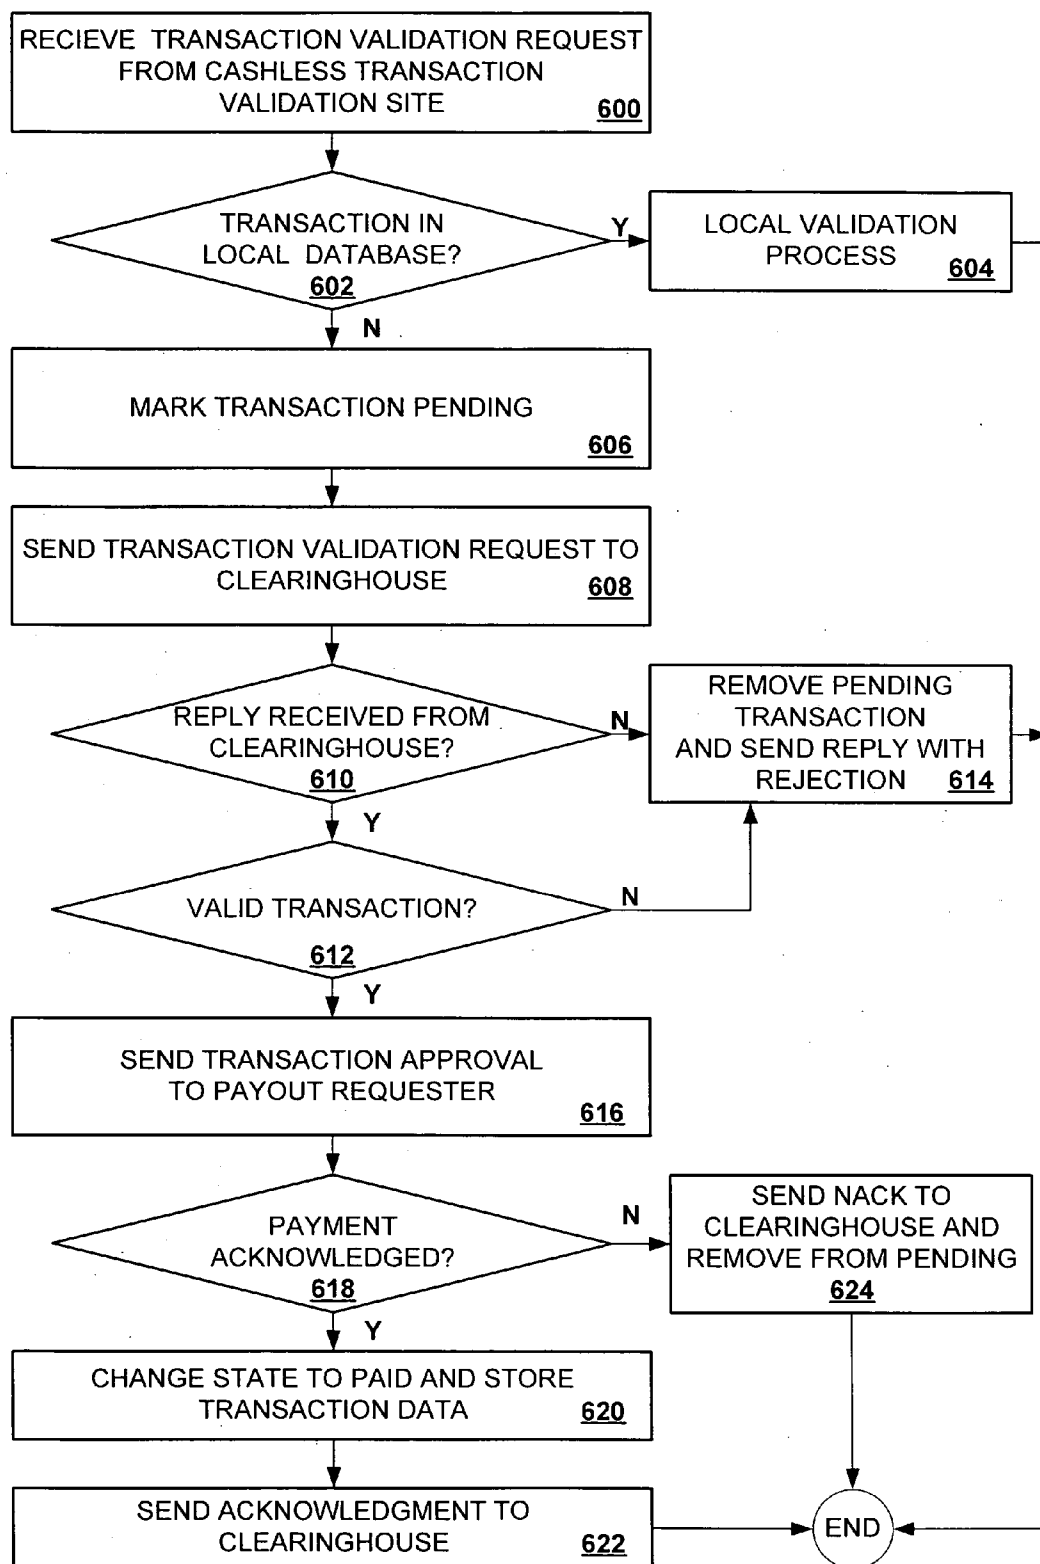 RECIEVE TRANSACTION VALIDATION REQUEST
FROM CASHLESS TRANSACTION
VALIDATION SITE
600
TRANSACTION IN
LOCAL DATABASE?
602
Y
LOCAL VALIDATION
PROCESS
604
N
MARK TRANSACTION PENDING
606
SEND TRANSACTION VALIDATION REQUEST TO
CLEARINGHOUSE
608
REPLY RECEIVED FROM
CLEARINGHOUSE?
610
N
REMOVE PENDING
TRANSACTION
AND SEND REPLY WITH
REJECTION 614
Y
VALID TRANSACTION?
612
N
Y
SEND TRANSACTION APPROVAL
TO PAYOUT REQUESTER
616
PAYMENT
ACKNOWLEDGED?
618
N
SEND NACK TO
CLEARINGHOUSE AND
REMOVE FROM PENDING
624
Y
CHANGE STATE TO PAID AND STORE
TRANSACTION DATA
620
SEND ACKNOWLEDGMENT TO
CLEARINGHOUSE
622
END